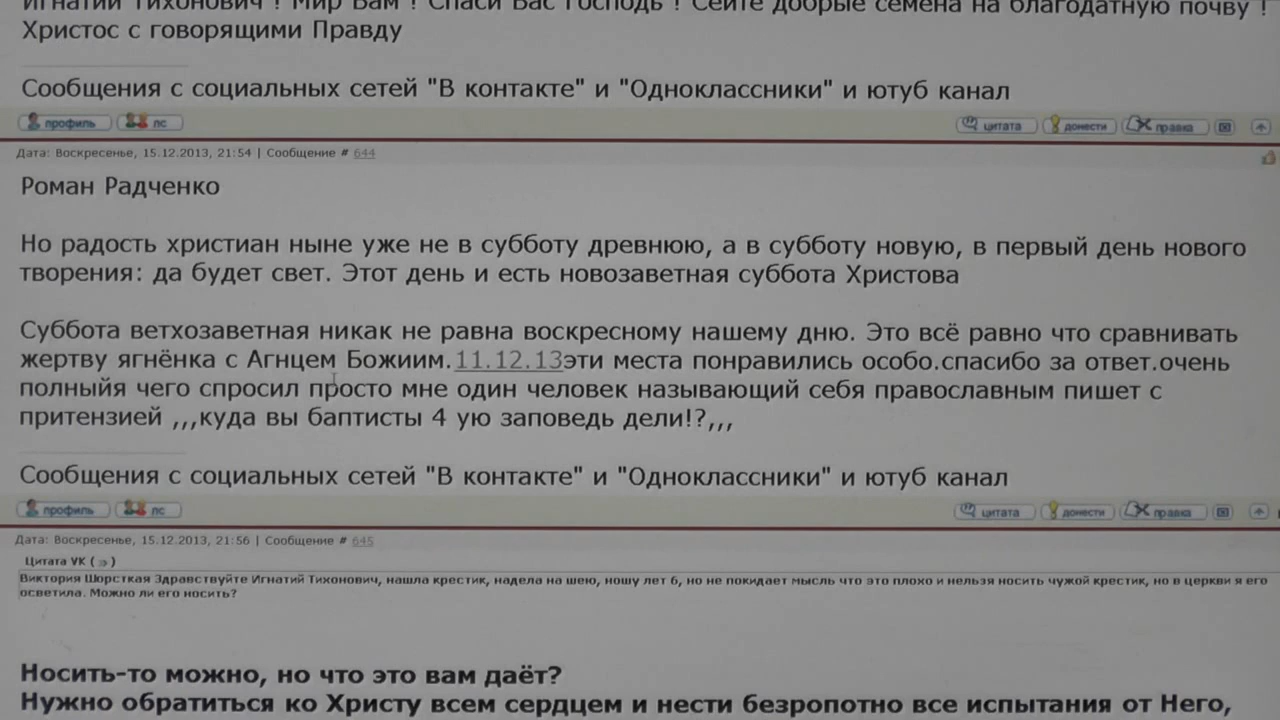 Игнатий Тихонович ! Мир Вам ! Спаси Вас Господь ! Сейте добрые семена на благодатную почву !
Христос с говорящими Правду
Сообщения с социальных сетей "В контакте" и "Одноклассники" и ютуб канал
профиль лс цитата донести правка
Дата: Воскресенье, 15.12.2013, 21:54 | Сообщение # 644
Роман Радченко
Но радость христиан ныне уже не в субботу древнюю, а в субботу новую, в первый день нового
творения: да будет свет. Этот день и есть новозаветная суббота Христова
Суббота ветхозаветная никак не равна воскресному нашему дню. Это всё равно что сравнивать
жертву ягнёнка с Агнцем Божиим.11.12.13эти места понравились особо.спасибо за ответ.очень
полныйя чего спросил просто мне один человек называющий себя православным пишет с
притензией ,,,куда вы баптисты 4 ую заповедь дели!?,,,
Сообщения с социальных сетей "В контакте" и "Одноклассники" и ютуб канал
профиль лс цитата донести правка
Дата: Воскресенье, 15.12.2013, 21:56 | Сообщение # 645
Цитата VK ( » )
Виктория Шорсткая Здравствуйте Игнатий Тихонович, нашла крестик, надела на шею, ношу лет 6, но не покидает мысль что это плохо и нельзя носить чужой крестик, но в церкви я его
осветила. Можно ли его носить?
Носить-то можно, но что это вам даёт?
Нужно обратиться ко Христу всем сердцем и нести безропотно все испытания от Него,